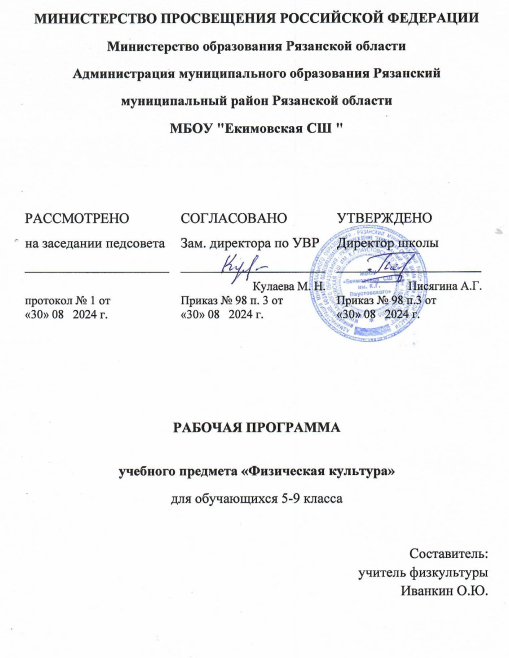 МИНИСТЕРСТВО ПРОСВЕЩЕНИЯ РОССИЙСКОЙ ФЕДЕРАЦИИ
Министерство образования Рязанской области
Администрация муниципального образования Рязанский
муниципальный район Рязанской области
МБОУ "Екимовская СШ "
РАССМОТРЕНО СОГЛАСОВАНО УТВЕРЖДЕНО
на заседании педсовета Зам. директора по УВР Директор школы
Кулаева М. Н. Писягина А.Г.
протокол № 1 от Приказ № 98 п. 3 от Приказ № 98 п.3 от
«30» 08 2024 г. «30» 08 2024 г. «30» 08 2024 г.
РАБОЧАЯ ПРОГРАММА
учебного предмета «Физическая культура»
для обучающихся 5-9 класса
Составитель:
учитель физкультуры
Иванкин О.Ю.